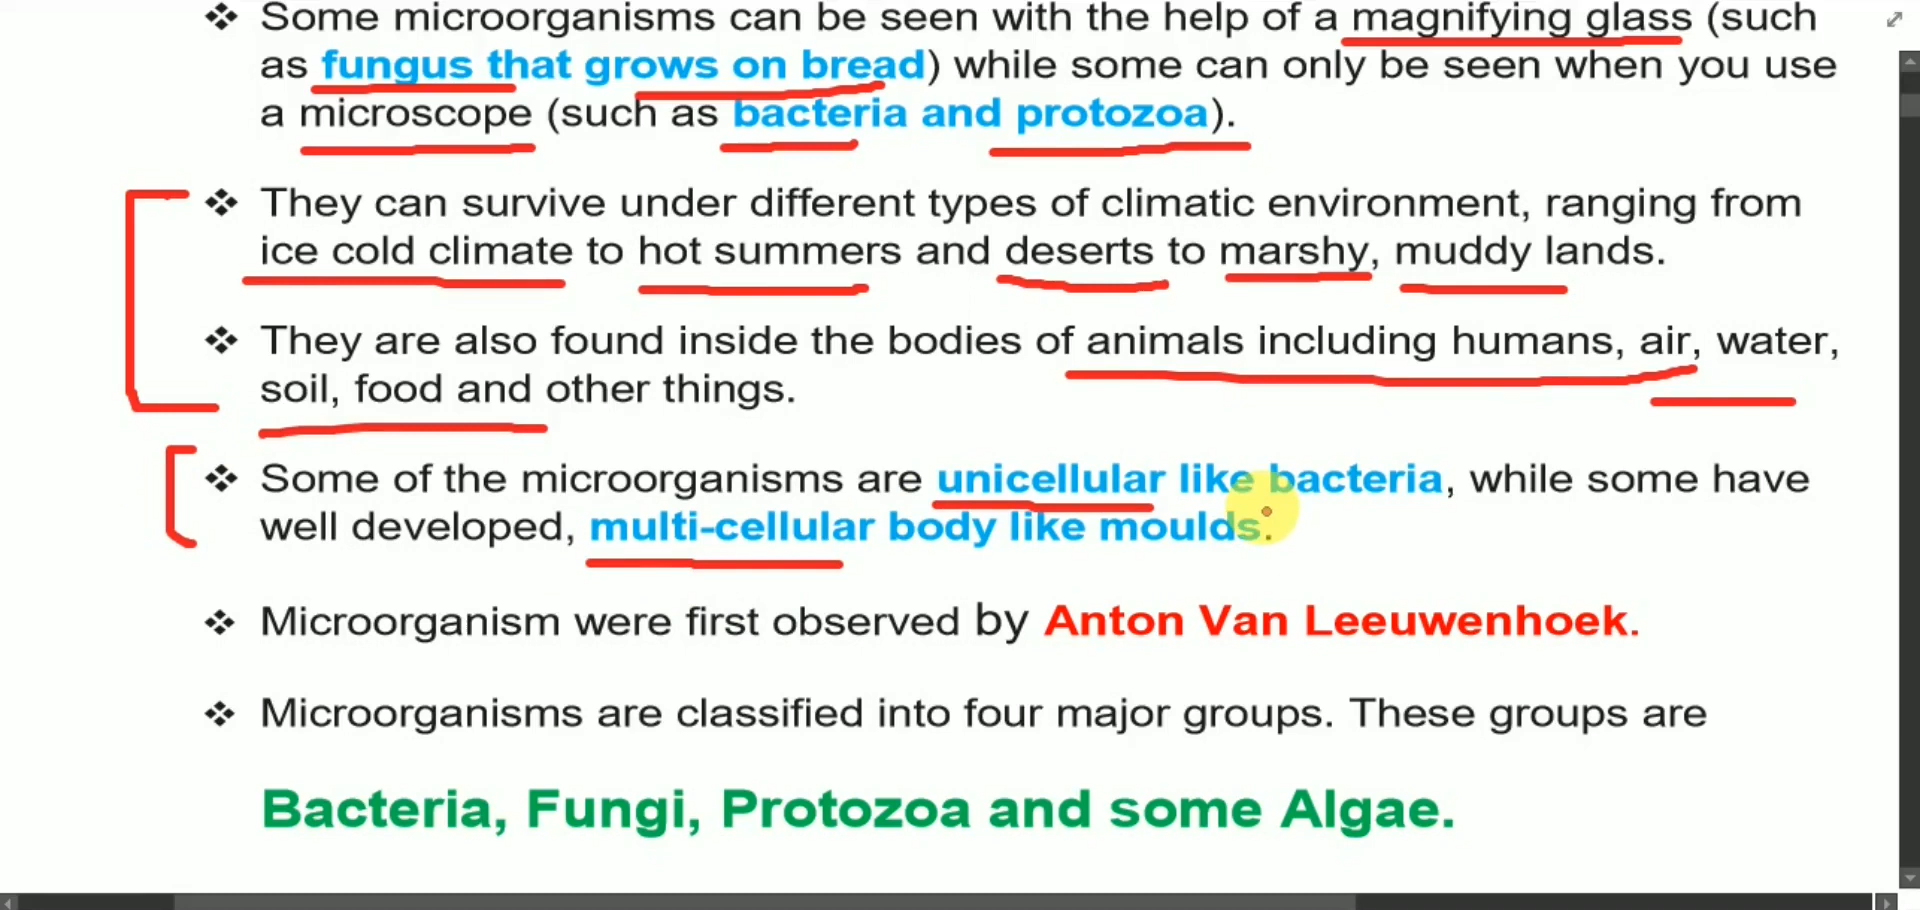 ❖ Some microorganisms can be seen with the help of a magnifying glass (such
as fungus that grows on bread) while some can only be seen when you use
a microscope (such as bacteria and protozoa).
❖ They can survive under different types of climatic environment, ranging from
ice cold climate to hot summers and deserts to marshy, muddy lands.
❖ They are also found inside the bodies of animals including humans, air, water,
soil, food and other things.
❖ Some of the microorganisms are unicellular like bacteria, while some have
well developed, multi-cellular body like moulds.
❖ Microorganism were first observed by Anton Van Leeuwenhoek.
❖ Microorganisms are classified into four major groups. These groups are
Bacteria, Fungi, Protozoa and some Algae.